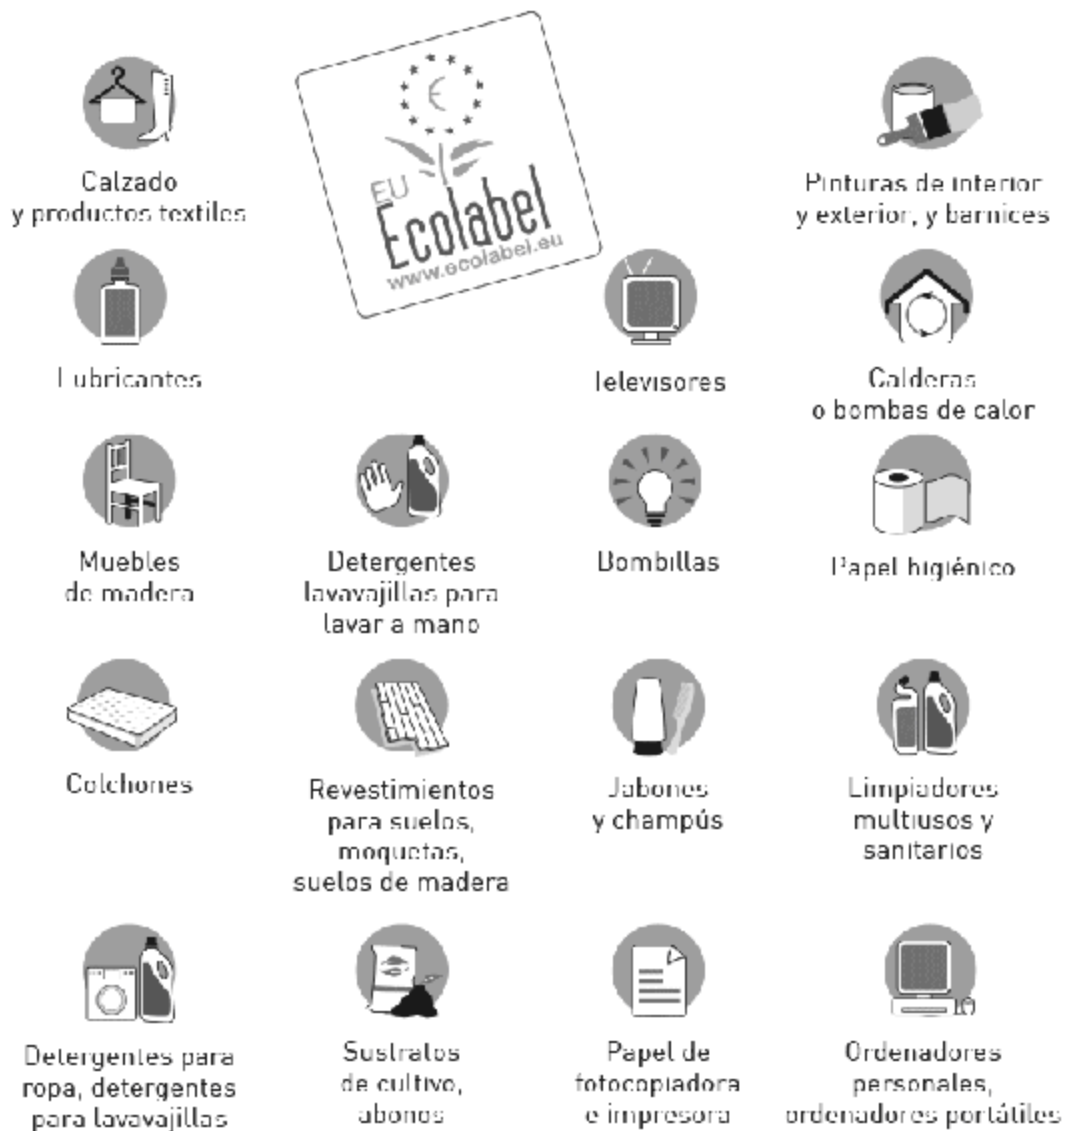 EU
Ecolabel
www.ecolabel.eu
Calzado
y productos textiles
Pinturas de interior
y exterior, y barnices
Lubricantes
Televisores
Calderas
o bombas de calor
Muebles
de madera
Detergentes
lavavajillas para
lavar a mano
Bombillas
Papel higiénico
Colchones
Revestimientos
para suelos,
moquetas,
suelos de madera
Jabones
y champús
Limpiadores
multiusos y
sanitarios
Detergentes para
ropa, detergentes
para lavavajillas
Sustratos
de cultivo,
abonos
Papel de
fotocopiadora
e impresora
Ordenadores
personales,
ordenadores portátiles